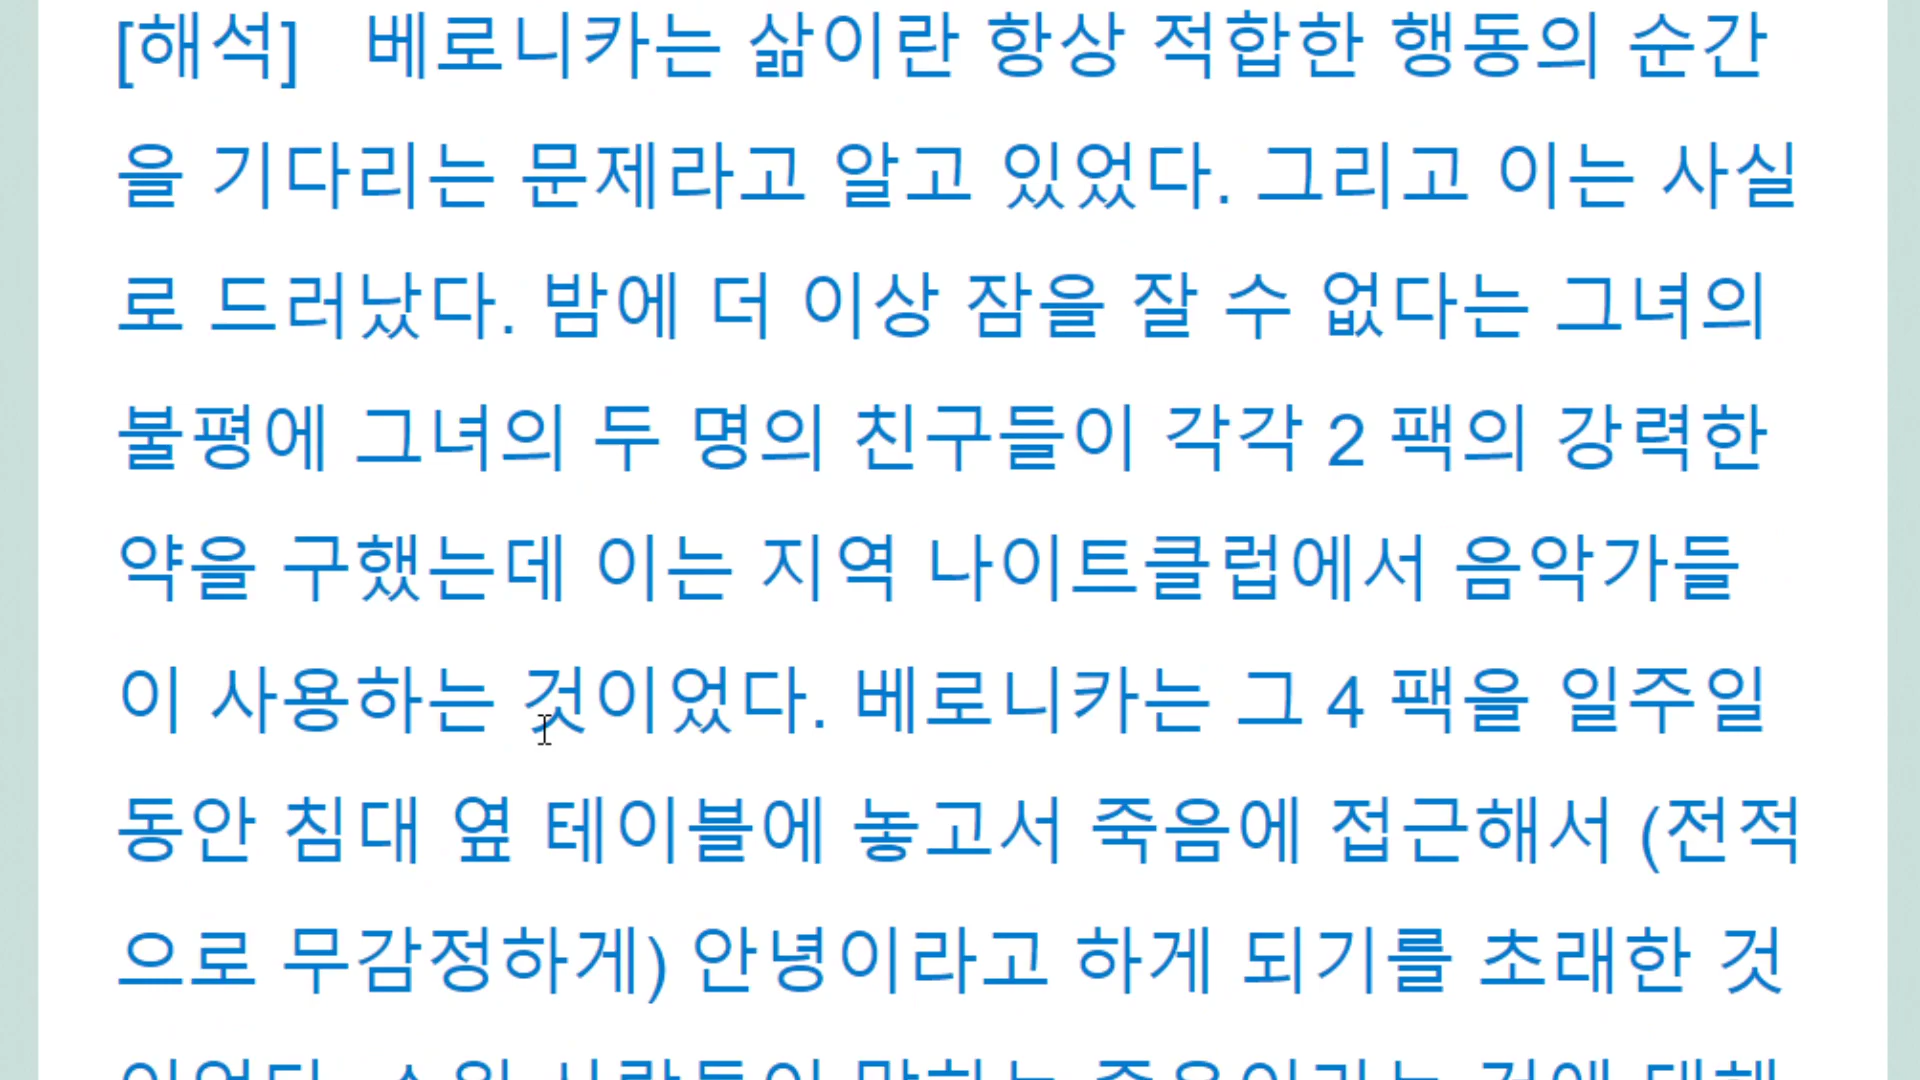 [해석] 베로니카는 삶이란 항상 적합한 행동의 순간
을 기다리는 문제라고 알고 있었다. 그리고 이는 사실
로 드러났다. 밤에 더 이상 잠을 잘 수 없다는 그녀의
불평에 그녀의 두 명의 친구들이 각각 2 팩의 강력한
약을 구했는데 이는 지역 나이트클럽에서 음악가들
이 사용하는 것이었다. 베로니카는 그 4 팩을 일주일
동안 침대 옆 테이블에 놓고서 죽음에 접근해서 (전적
으로 무감정하게) 안녕이라고 하게 되기를 초래한 것